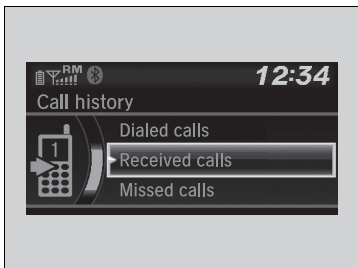 RM
12:34
Call history
1
Dialed calls
Received calls
Missed calls